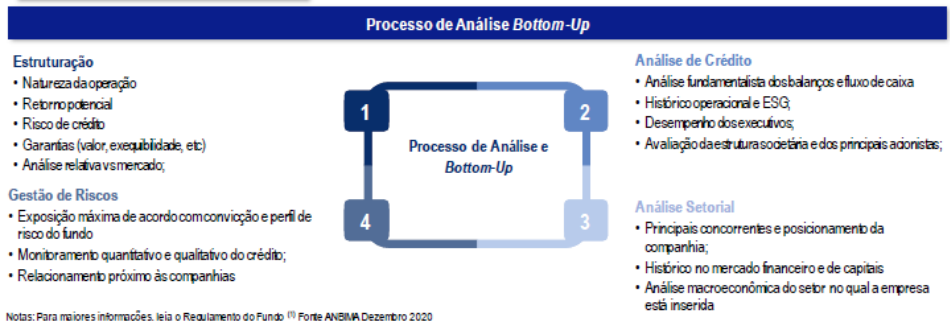 Processo de Análise Bottom-Up
Estruturação
• Natureza da operação
• Retorno potencial
• Risco de crédito
• Garantias (valor, exequibilidade, etc)
• Análise relativa vs mercado;
Gestão de Riscos
• Exposição máxima de acordo com convicção e perfil de
risco do fundo
• Monitoramento quantitativo e qualitativo do crédito;
• Relacionamento próximo às companhias
1
2
Processo de Análise e
Bottom-Up
4
3
Análise de Crédito
• Análise fundamentalista dos balanços e fluxo de caixa
• Histórico operacional e ESG;
• Desempenho dos executivos;
• Avaliação da estrutura societária e dos principais acionistas;
Análise Setorial
• Principais concorrentes e posicionamento da
companhia;
• Histórico no mercado financeiro e de capitais
• Análise macroeconômica do setor no qual a empresa
está inserida
Notas: Para maiores informações, leia o Regulamento do Fundo (1) Fonte ANBIMA Dezembro 2020